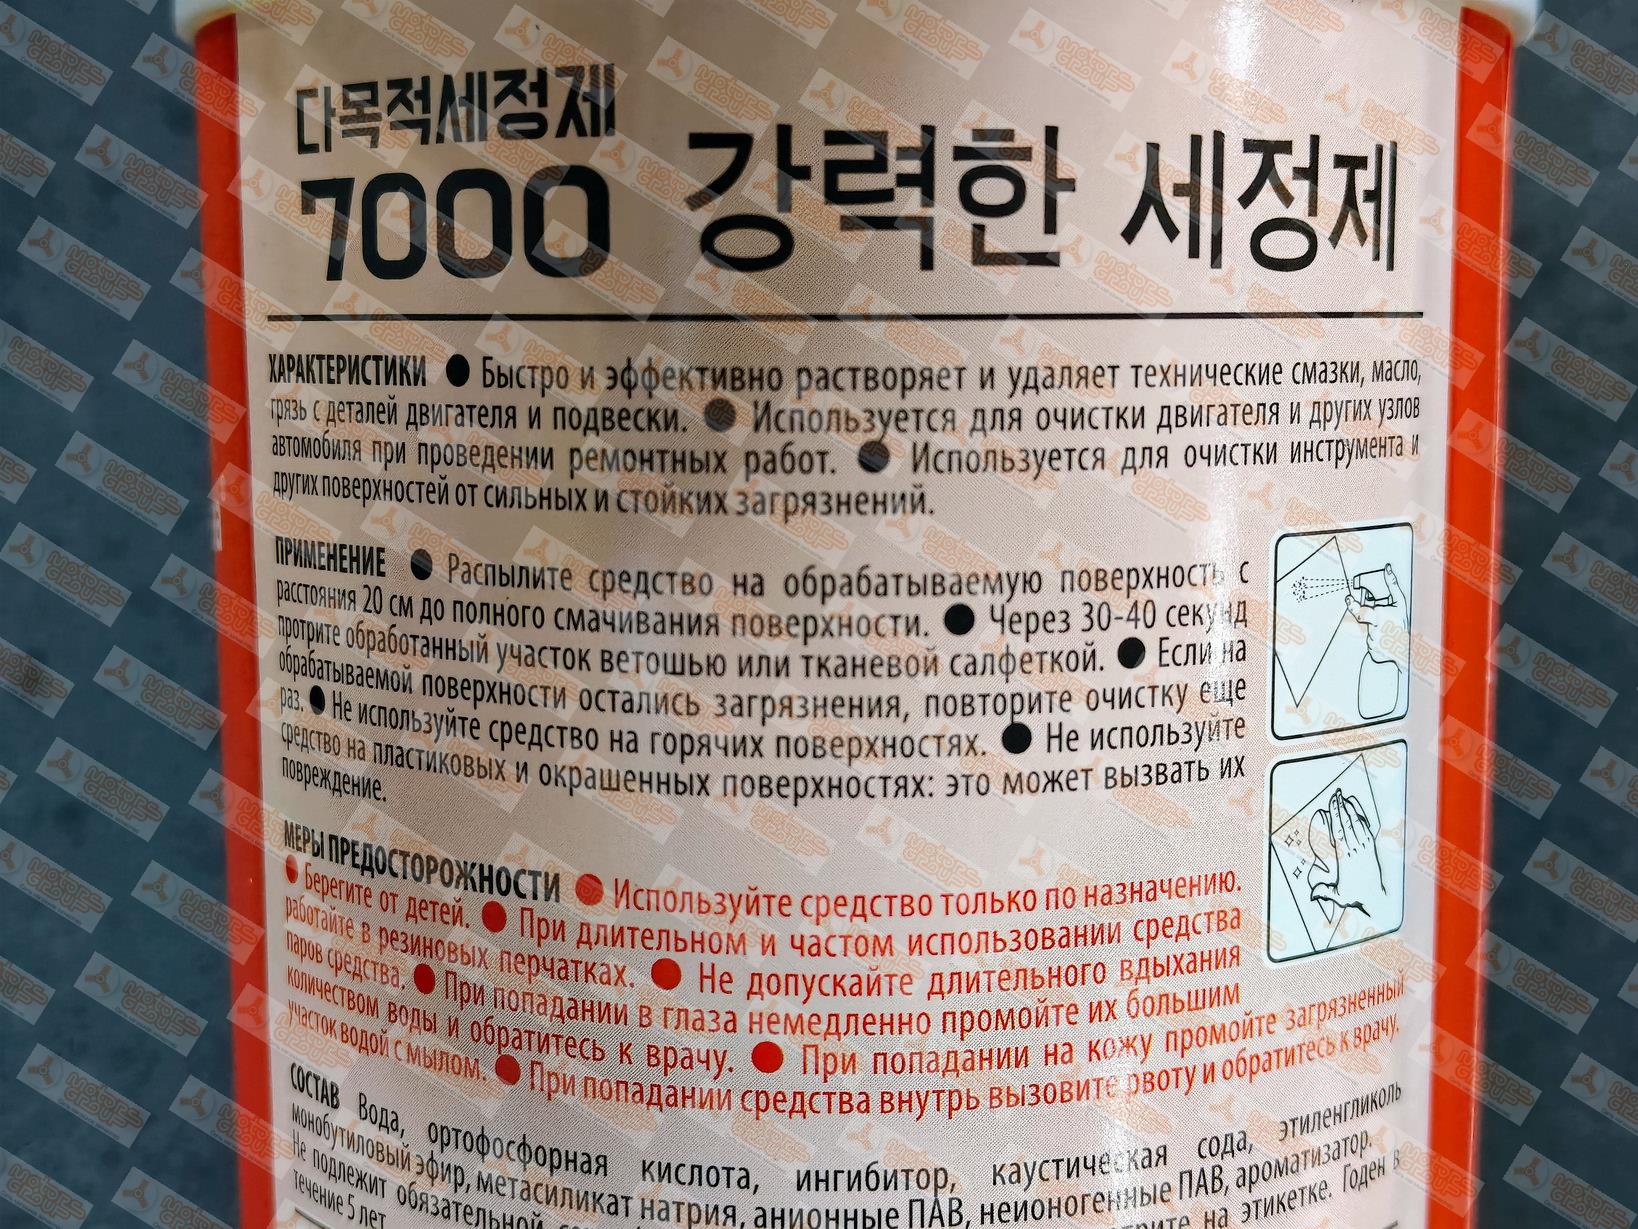 다목적세정제
7000 강력한 세정제
ХАРАКТЕРИСТИКИ ● Быстро и эффективно растворяет и удаляет технические смазки, масло,
грязь с деталей двигателя и подвески. ● Используется для очистки двигателя и других узлов
автомобиля при проведении ремонтных работ. ● Используется для очистки инструмента и
других поверхностей от сильных и стойких загрязнений.
ПРИМЕНЕНИЕ ● Распылите средство на обрабатываемую поверхность с
расстояния 20 см до полного смачивания поверхности. ● Через 30-40 секунд
протрите обработанный участок ветошью или тканевой салфеткой. ● Если на
обрабатываемой поверхности остались загрязнения, повторите очистку еще
раз. ● Не используйте средство на горячих поверхностях. ● Не используйте
средство на пластиковых и окрашенных поверхностях: это может вызвать их
повреждение.
МЕРЫ ПРЕДОСТОРОЖНОСТИ ● Используйте средство только по назначению.
● Берегите от детей. ● При длительном и частом использовании средства
работайте в резиновых перчатках. ● Не допускайте длительного вдыхания
паров средства. ● При попадании в глаза немедленно промойте их большим
количеством воды и обратитесь к врачу. ● При попадании на кожу промойте загрязненный
участок водой с мылом. ● При попадании средства внутрь вызовите рвоту и обратитесь к врачу.
СОСТАВ Вода, ортофосфорная кислота, ингибитор, каустическая сода, этиленгликоль
монобутиловый эфир, метасиликат натрия, анионные ПАВ, неионогенные ПАВ, ароматизатор.
Не подлежит обязательной на этикетке. Годен в
течение 5 лет